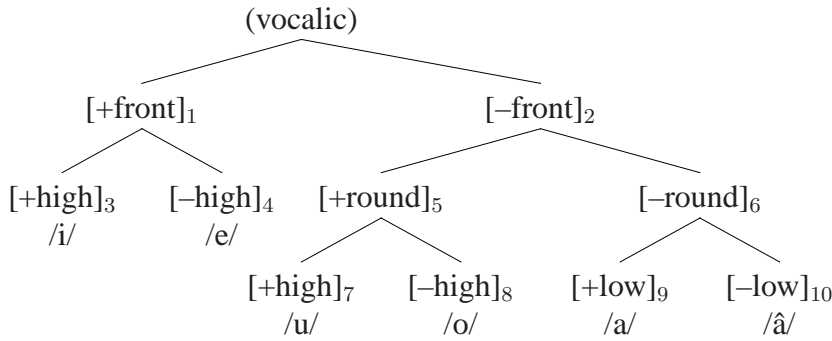 (vocalic)
[+front]1 [–front]2
[+high]3 [–high]4 [+round]5 [–round]6
/i/ /e/
[+high]7 [–high]8 [+low]9 [–low]10
/u/ /o/ /a/ /â/